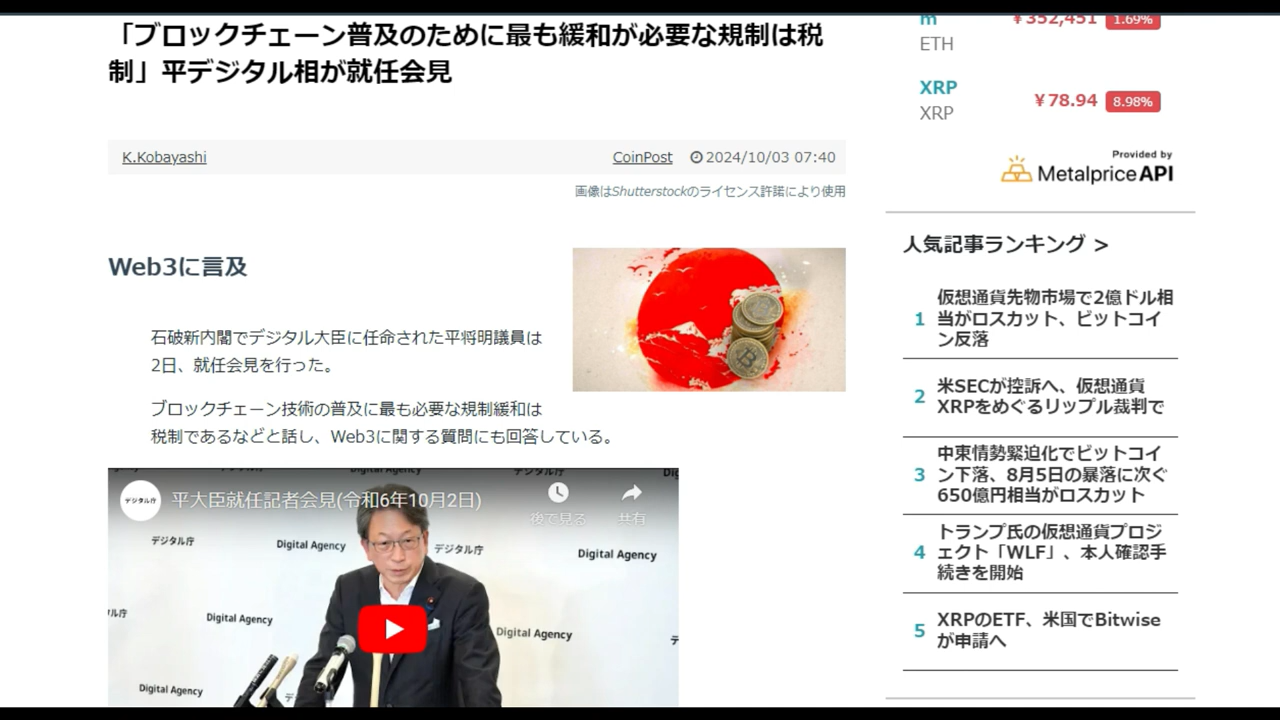 「ブロックチェーン普及のために最も緩和が必要な規制は税
制」平デジタル相が就任会見
K.Kobayashi
CoinPost
2024/10/03 07:40
画像はShutterstockのライセンス許諾により使用
Web3に言及
石破新内閣でデジタル大臣に任命された平将明議員は
2日、就任会見を行った。
ブロックチェーン技術の普及に最も必要な規制緩和は
税制であるなどと話し、Web3に関する質問にも回答している。
デジタル庁
平大臣就任記者会見(令和6年10月2日)
後で見る
共有
デジタル庁
Digital Agency
デジタル庁
Digital Agency
Digital Agency
Digital Agency
Digital Agency
m
¥352,451
1.69%
ETH
XRP
¥78.94
8.98%
XRP
Provided by
MetalpriceAPI
人気記事ランキング >
1
仮想通貨先物市場で2億ドル相
当がロスカット、ビットコイ
ン反落
2
米SECが控訴へ、仮想通貨
XRPをめぐるリップル裁判で
3
中東情勢緊迫化でビットコイ
ン下落、8月5日の暴落に次ぐ
650億円相当がロスカット
4
トランプ氏の仮想通貨プロジ
ェクト「WLF」、本人確認手
続きを開始
5
XRPのETF、米国でBitwise
が申請へ